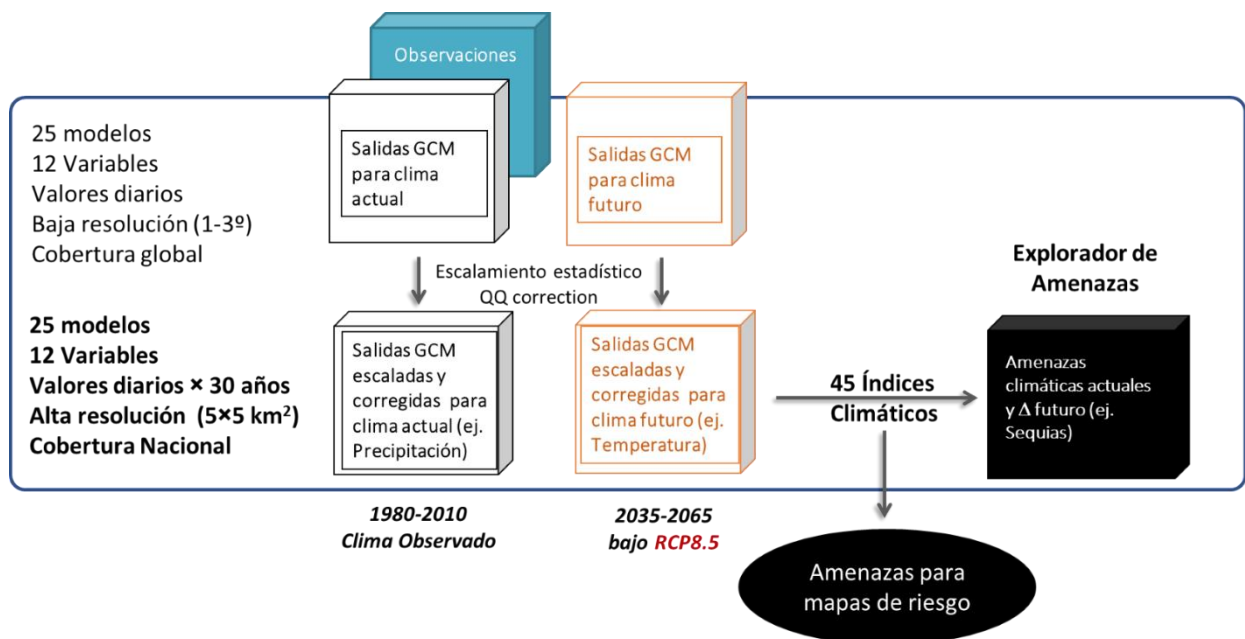 Observaciones
25 modelos
12 Variables
Valores diarios
Baja resolución (1-3º)
Cobertura global
Salidas GCM
para clima
actual
Salidas GCM
para clima
futuro
Escalamiento estadístico
QQ correction
Explorador de
Amenazas
25 modelos
12 Variables
Valores diarios × 30 años
Alta resolución (5×5 km²)
Cobertura Nacional
Salidas GCM
escaladas y
corregidas para
clima actual (ej.
Precipitación)
Salidas GCM
escaladas y
corregidas para
clima futuro (ej.
Temperatura)
45 Índices
Climáticos
Amenazas
climáticas actuales
y Δ futuro (ej.
Sequias)
1980-2010
Clima Observado
2035-2065
bajo RCP8.5
Amenazas para
mapas de riesgo